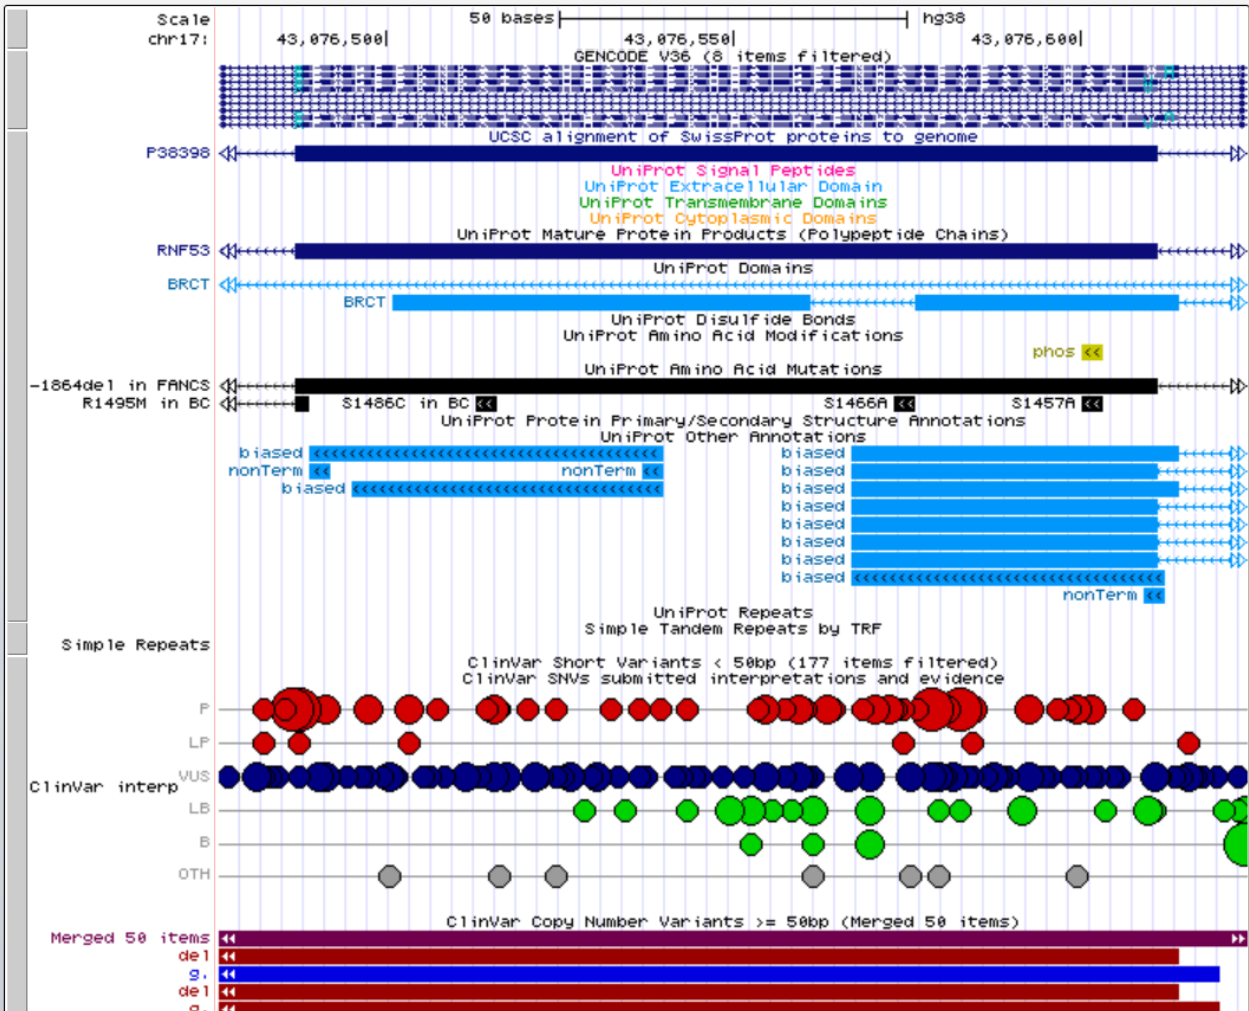 Scale 50 bases hg38
chr17: 43,076,500 43,076,550 43,076,600
GENCODE V36 (8 items filtered)
UCSC alignment of SwissProt proteins to genome
P38398
UniProt Signal Peptides
UniProt Extracellular Domain
UniProt Transmembrane Domains
UniProt Cytoplasmic Domains
UniProt Mature Protein Products (Polypeptide Chains)
RNF53
UniProt Domains
BRCT
BRCT
UniProt Disulfide Bonds
UniProt Amino Acid Modifications
phos
UniProt Amino Acid Mutations
-1864del in FANCS
R1495M in BC S1486C in BC S1466A S1457A
UniProt Protein Primary/Secondary Structure Annotations
UniProt Other Annotations
biased biased
nonTerm nonTerm biased
biased biased
biased
biased
biased
biased
biased
nonTerm
UniProt Repeats
Simple Tandem Repeats by TRF
Simple Repeats
ClinVar Short Variants < 50bp (177 items filtered)
ClinVar SNVs submitted interpretations and evidence
P
LP
VUS
ClinVar interp
LB
B
OTH
ClinVar Copy Number Variants >= 50bp (Merged 50 items)
Merged 50 items
del
g.
del
g.